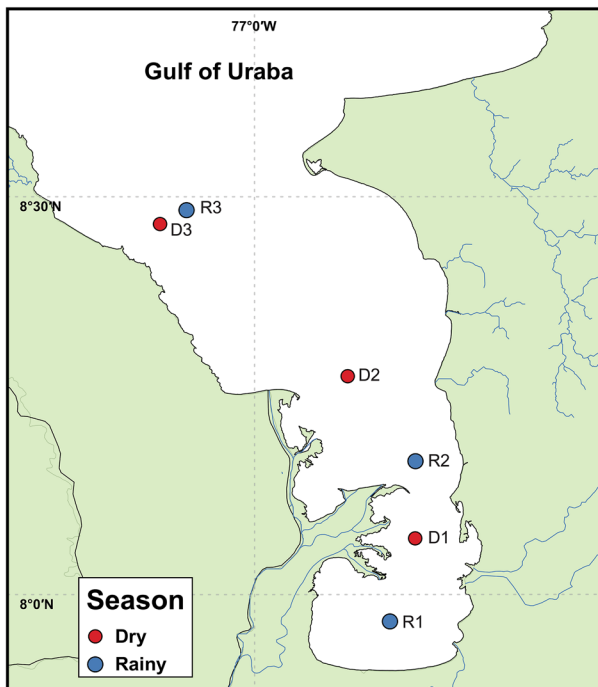 77°0'W
Gulf of Uraba
8°30'N
R3
D3
D2
R2
D1
8°0'N
R1
Season
Dry
Rainy